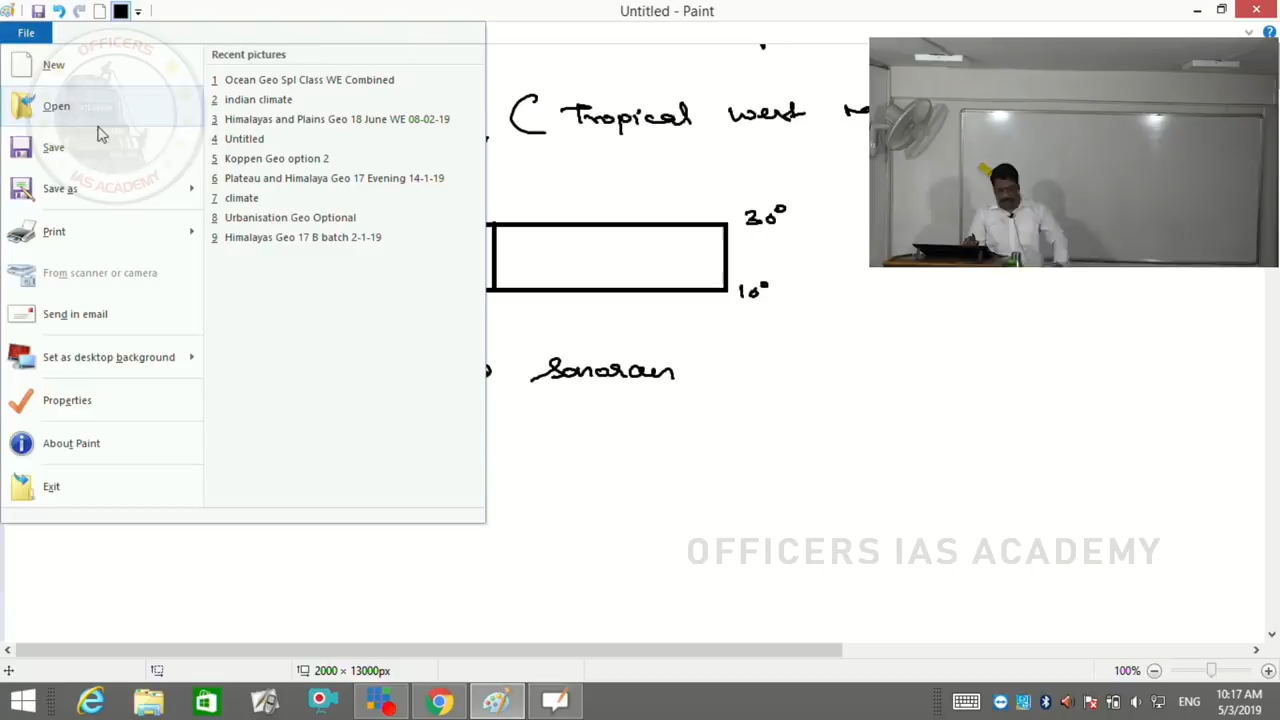 Untitled - Paint
File
OFFICERS
IAS ACADEMY
New
Open
Save
Save as
Print
From scanner or camera
Send in email
Set as desktop background
Properties
About Paint
Exit
Recent pictures
1 Ocean Geo Spl Class WE Combined
2 indian climate
3 Himalayas and Plains Geo 18 June WE 08-02-19
4 Untitled
5 Koppen Geo option 2
6 Plateau and Himalaya Geo 17 Evening 14-1-19
7 climate
8 Urbanisation Geo Optional
9 Himalayas Geo 17 B batch 2-1-19
( Tropical west
30°
10°
Sonoran
OFFICERS IAS ACADEMY
2000 × 13000px
100%
ENG
10:17 AM
5/3/2019